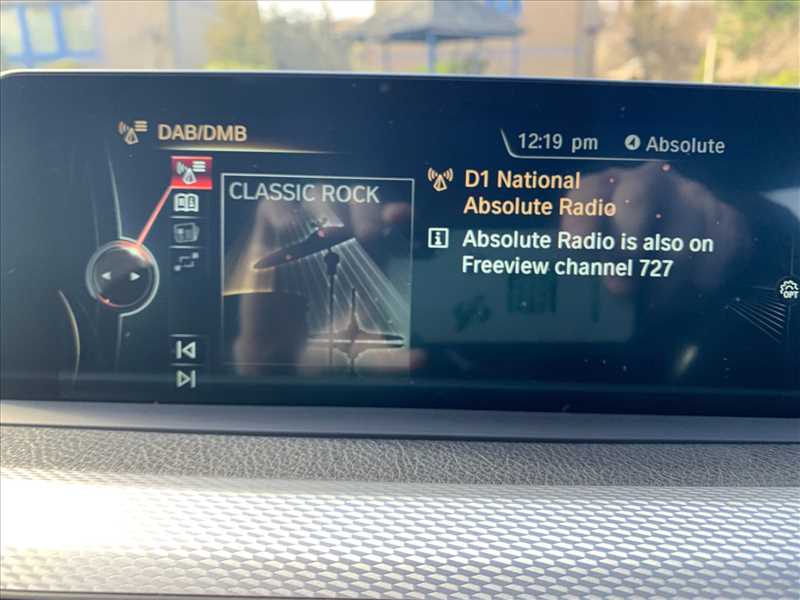 DAB/DMB
12:19 pm Absolute
CLASSIC ROCK
D1 National
Absolute Radio
Absolute Radio is also on
Freeview channel 727
OPT